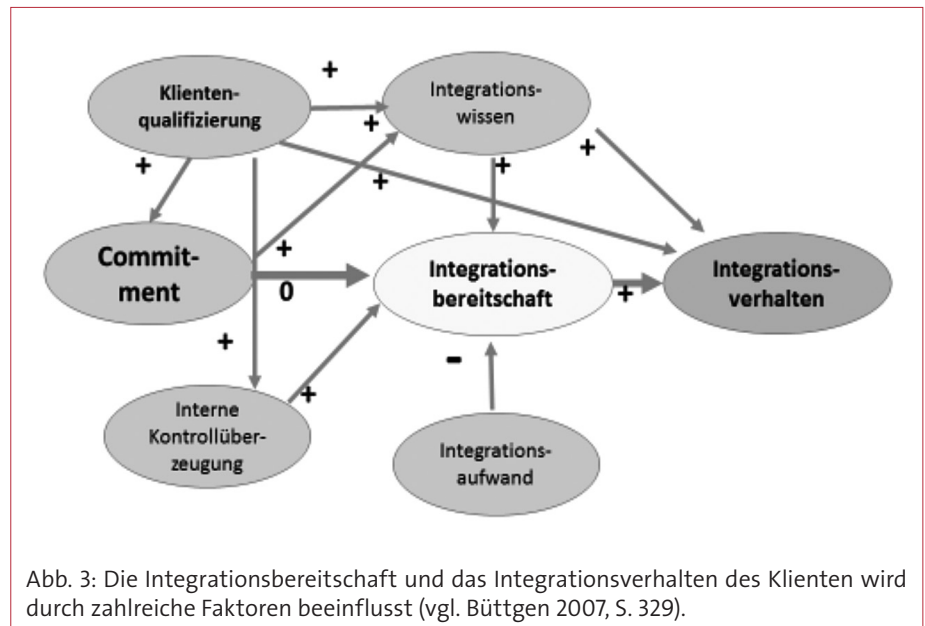 +
Klienten-
qualifizierung
Integrations-
wissen
+
+
+
+
+
Commit-
ment
+
0
Integrations-
bereitschaft
+
Integrations-
verhalten
+
-
+
Interne
Kontrollüber-
zeugung
Integrations-
aufwand
Abb. 3: Die Integrationsbereitschaft und das Integrationsverhalten des Klienten wird
durch zahlreiche Faktoren beeinflusst (vgl. Büttgen 2007, S. 329).